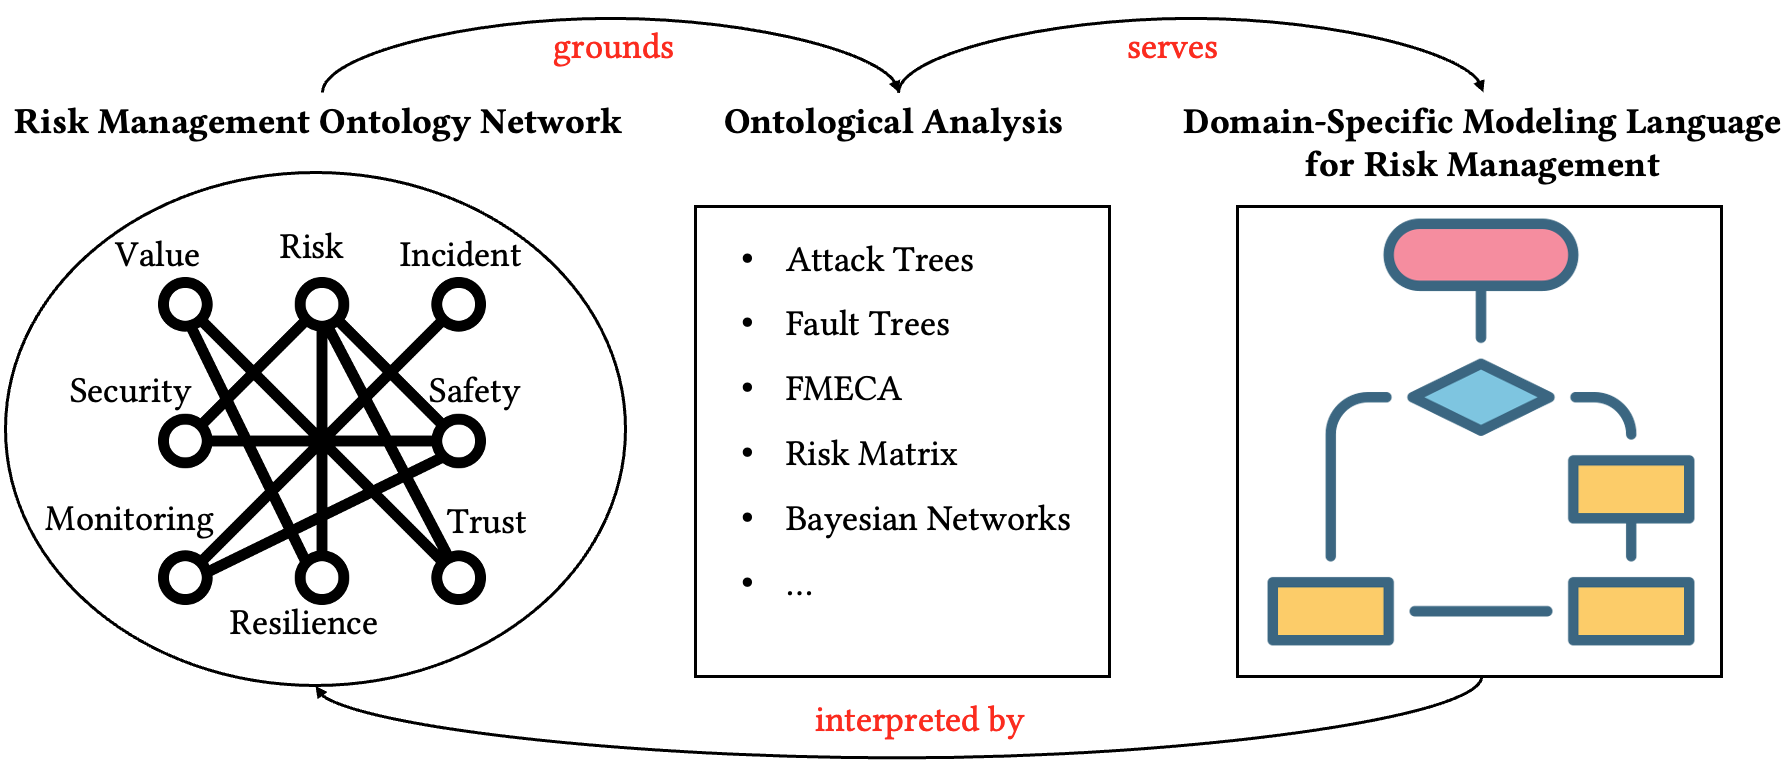 grounds
serves
Risk Management Ontology Network
Ontological Analysis
Domain-Specific Modeling Language
for Risk Management
Value
Risk
Incident
Security
Safety
Monitoring
Trust
Resilience
• Attack Trees
• Fault Trees
• FMECA
• Risk Matrix
• Bayesian Networks
• ...
interpreted by